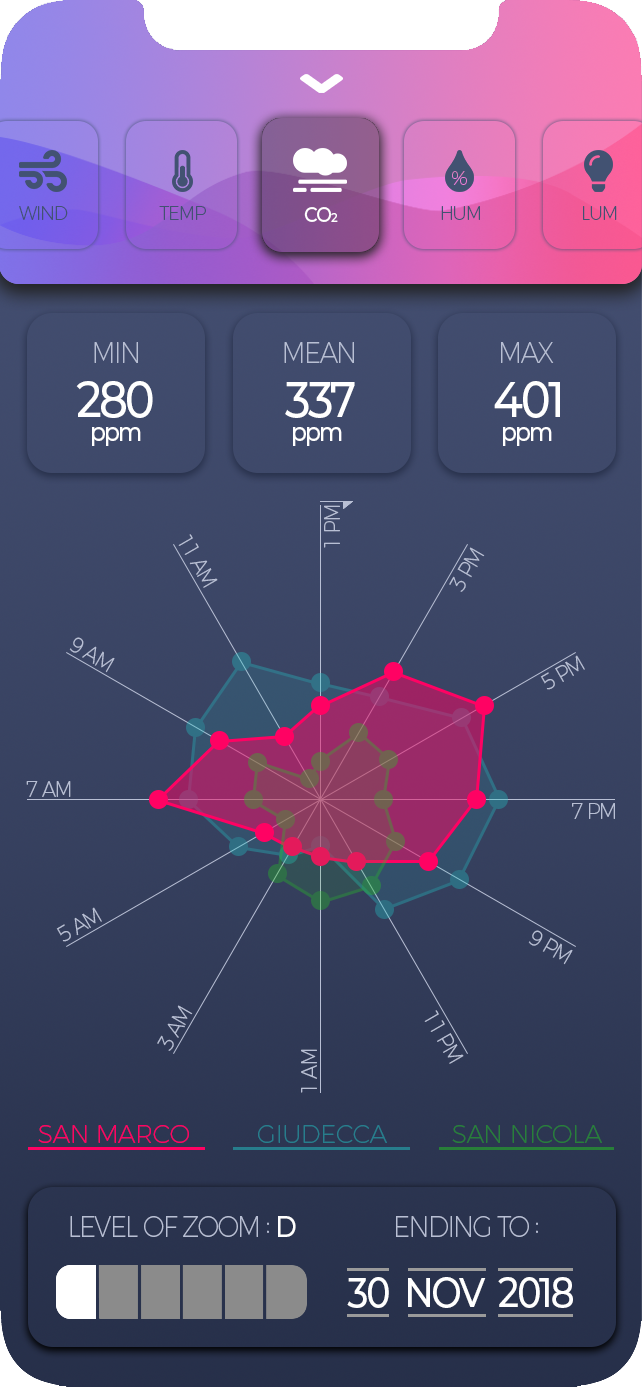 WIND
TEMP
CO₂
%
HUM
LUM
MIN
280
ppm
MEAN
337
ppm
MAX
401
ppm
1 PM
3 PM
5 PM
7 PM
9 PM
11 PM
1 AM
3 AM
5 AM
7 AM
9 AM
11 AM
SAN MARCO
GIUDECCA
SAN NICOLA
LEVEL OF ZOOM : D
ENDING TO :
30 NOV 2018